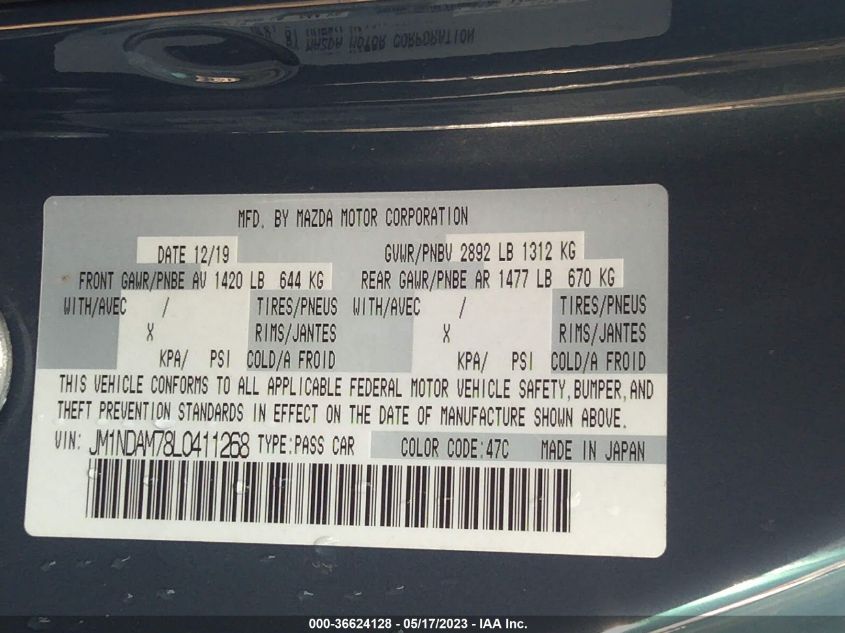 MFD. BY MAZDA MOTOR CORPORATION
DATE 12/19 GVWR/PNBV 2892 LB 1312 KG
FRONT GAWR/PNBE AV 1420 LB 644 KG REAR GAWR/PNBE AR 1477 LB 670 KG
WITH/AVEC / TIRES/PNEUS WITH/AVEC / TIRES/PNEUS
X RIMS/JANTES X RIMS/JANTES
KPA/ PSI COLD/A FROID KPA/ PSI COLD/A FROID
THIS VEHICLE CONFORMS TO ALL APPLICABLE FEDERAL MOTOR VEHICLE SAFETY,BUMPER,AND
THEFT PREVENTION STANDARDS IN EFFECT ON THE DATE OF MANUFACTURE SHOWN ABOVE.
VIN: JM1NDAM78L0411268 TYPE:PASS CAR COLOR CODE:47C MADE IN JAPAN
000-36624128 - 05/17/2023 - IAA Inc.